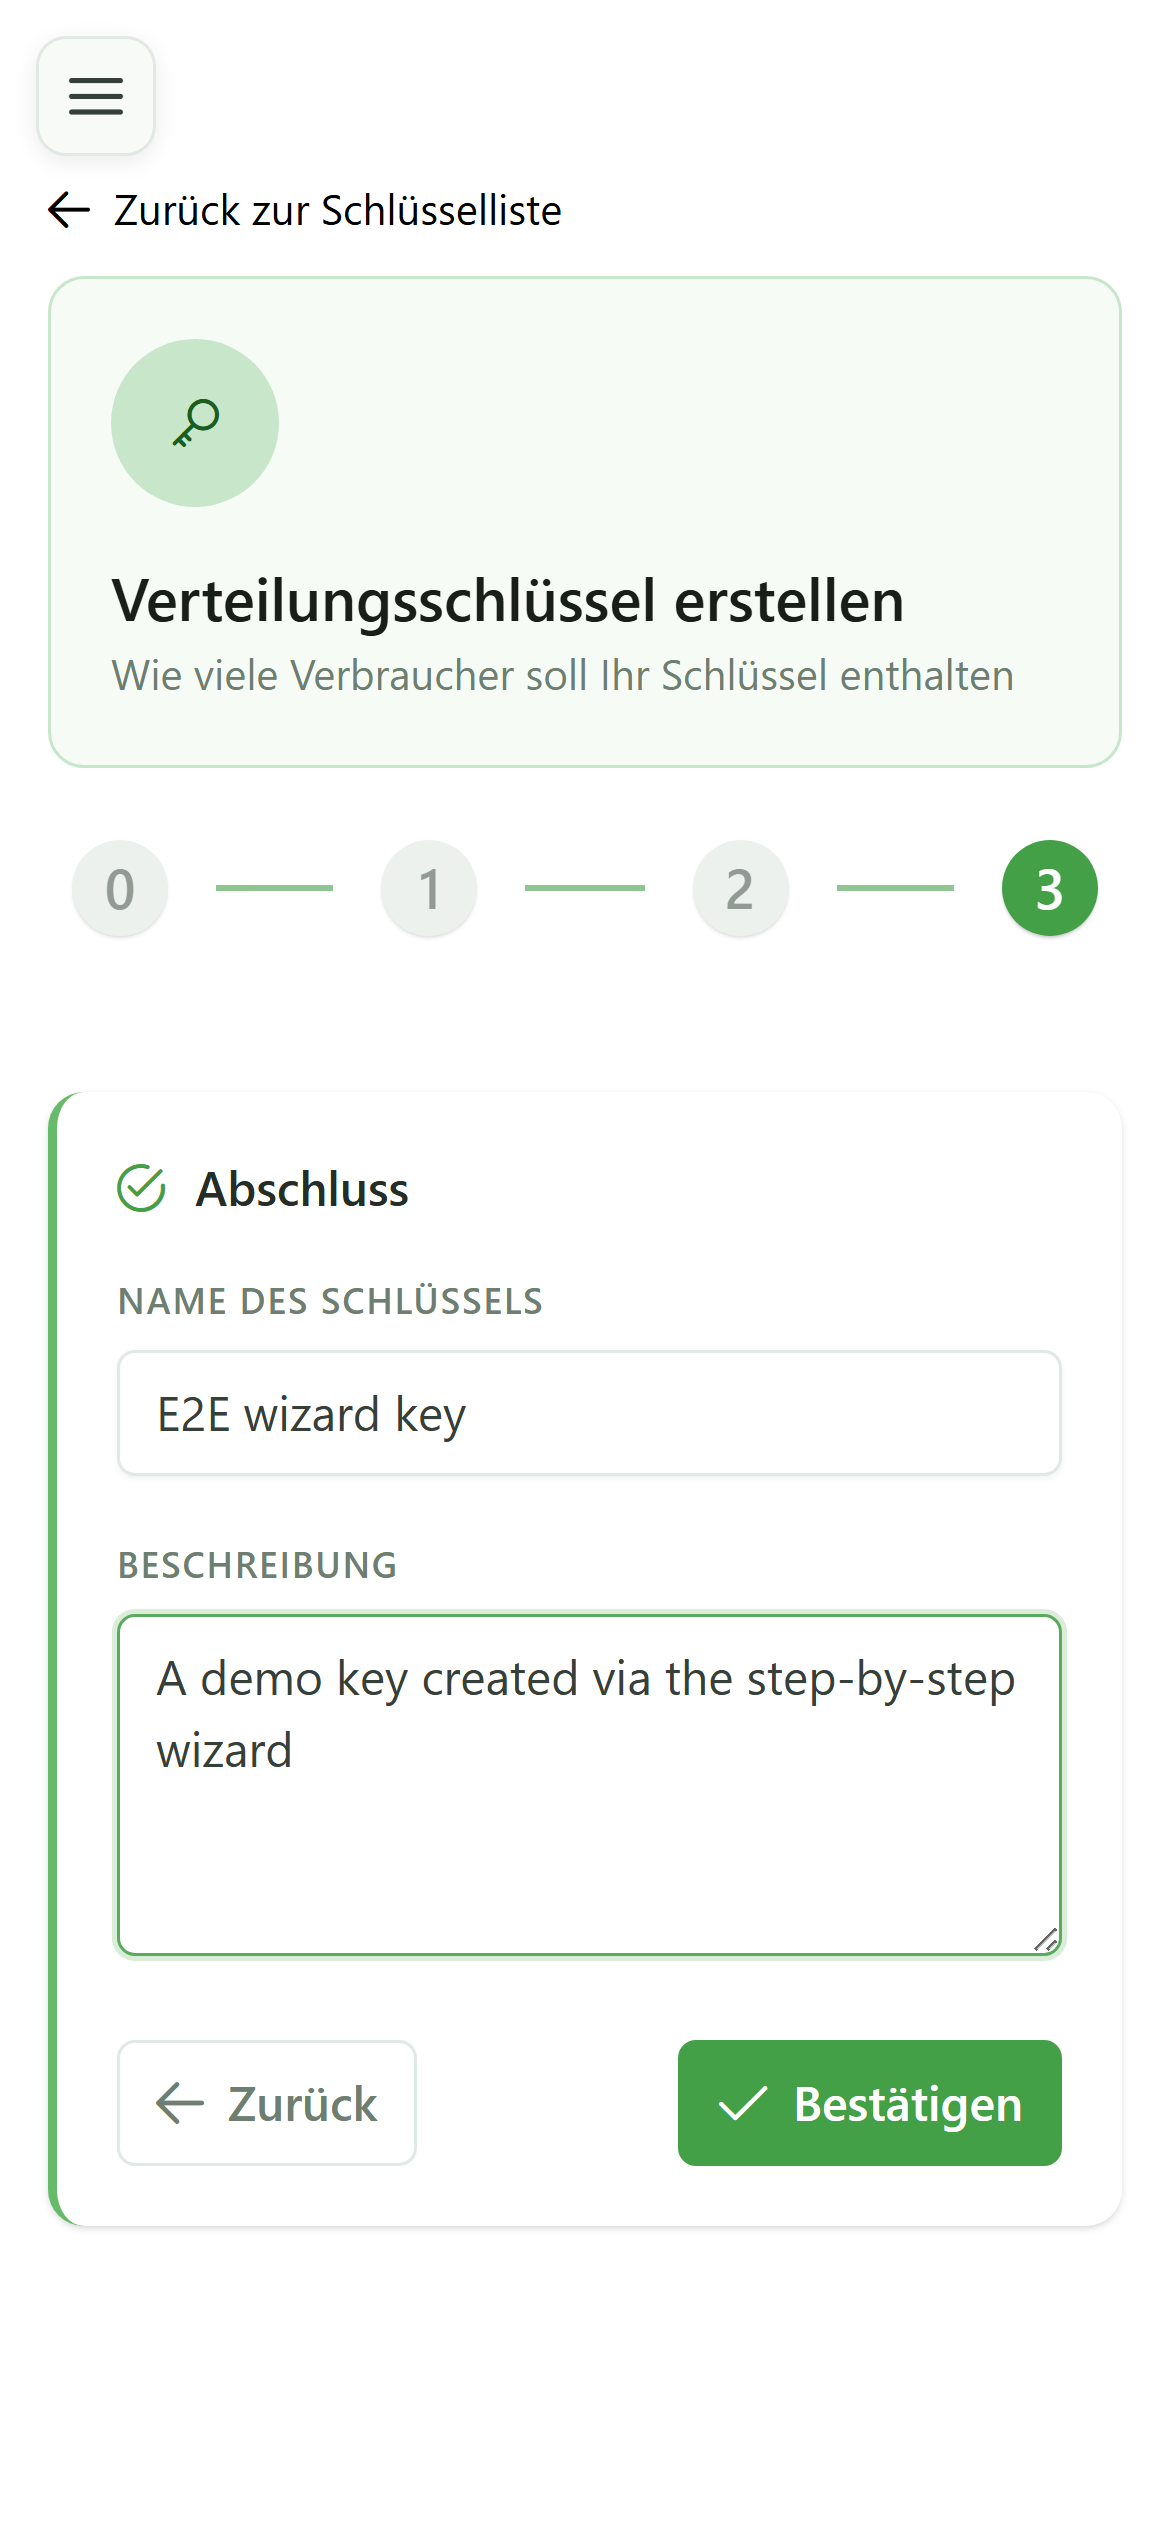 Zurück zur Schlüsselliste
Verteilungsschlüssel erstellen
Wie viele Verbraucher soll Ihr Schlüssel enthalten
0 1 2 3
Abschluss
NAME DES SCHLÜSSELS
E2E wizard key
BESCHREIBUNG
A demo key created via the step-by-step
wizard
Zurück Bestätigen